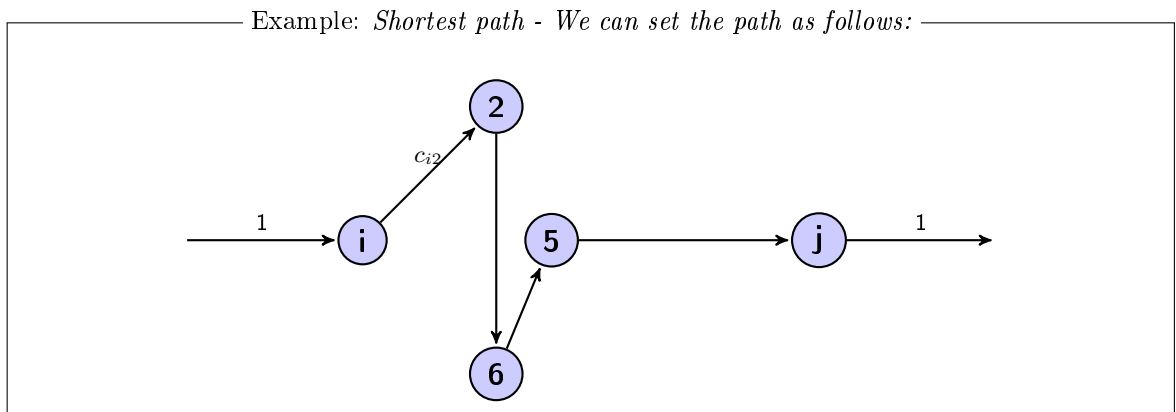 Example: Shortest path - We can set the path as follows:
2
c_{i2}
1
i
5
j
1
6